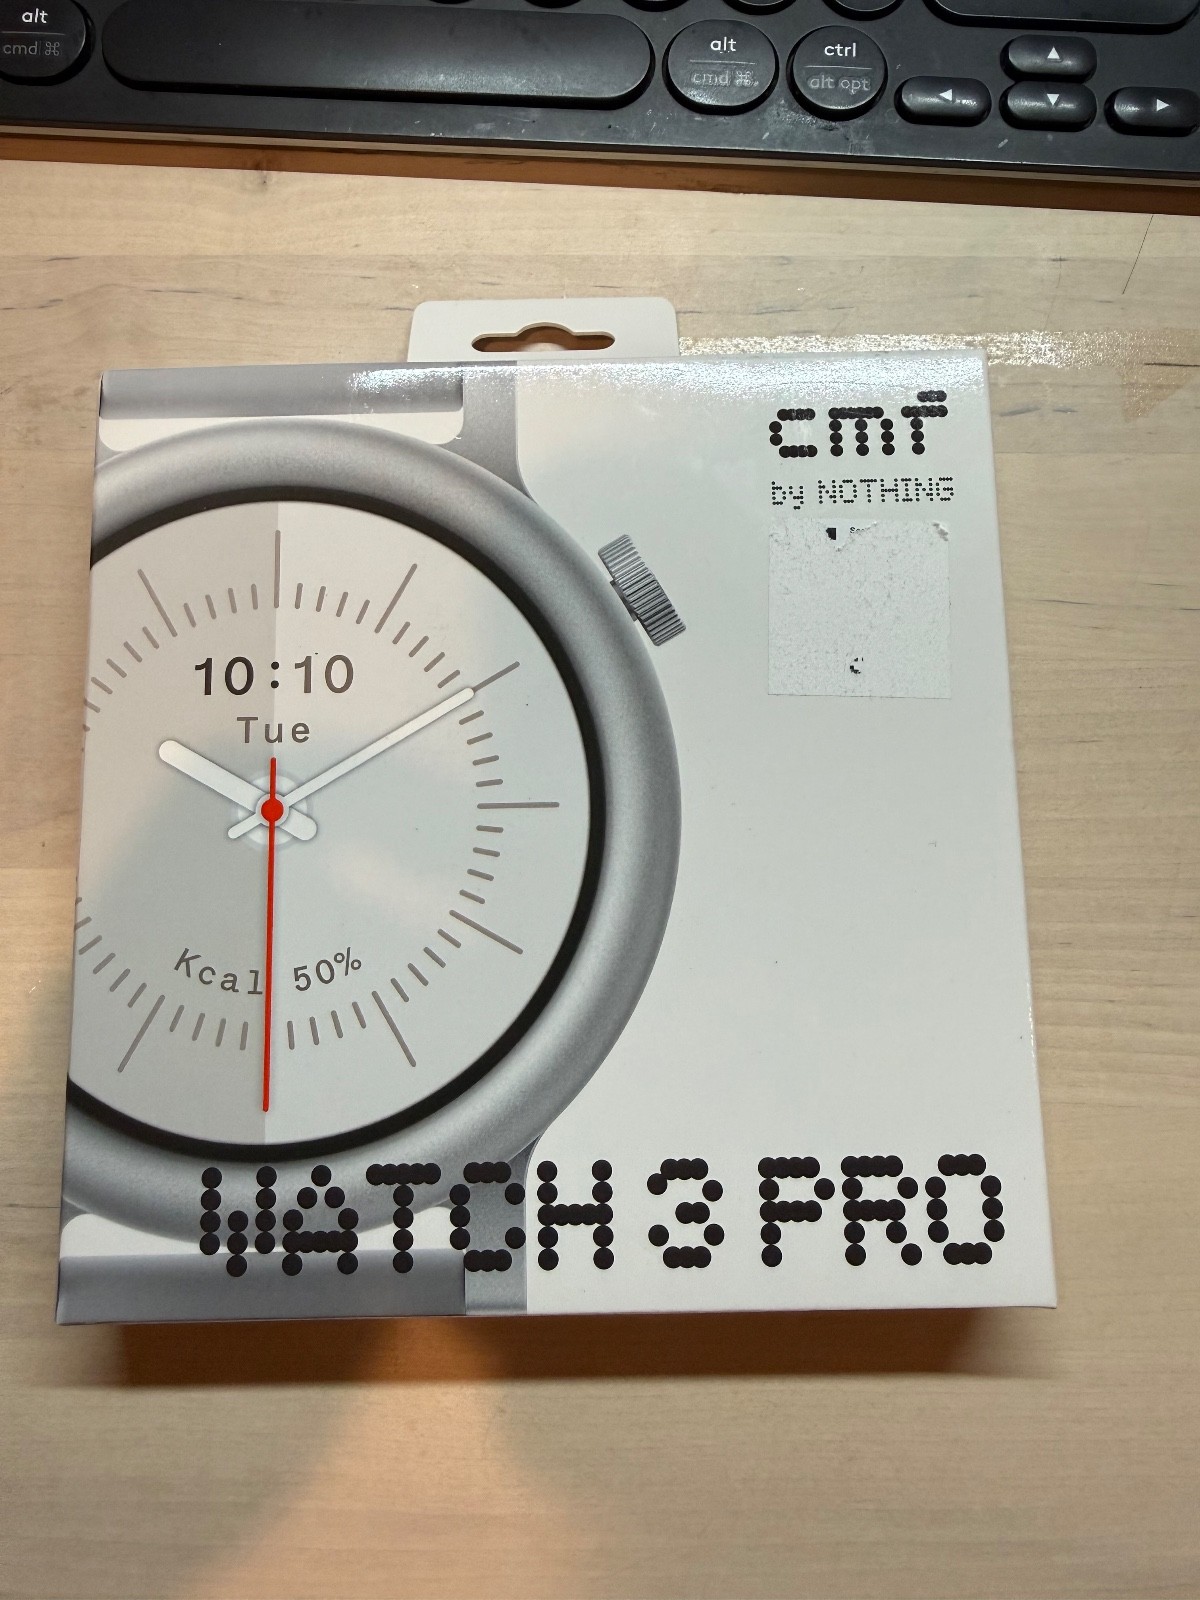 alt
cmd ⌘
alt
cmd ⌘
ctrl
alt opt
cmf
by NOTHING
10:10
Tue
Kcal 50%
WATCH 3 PRO